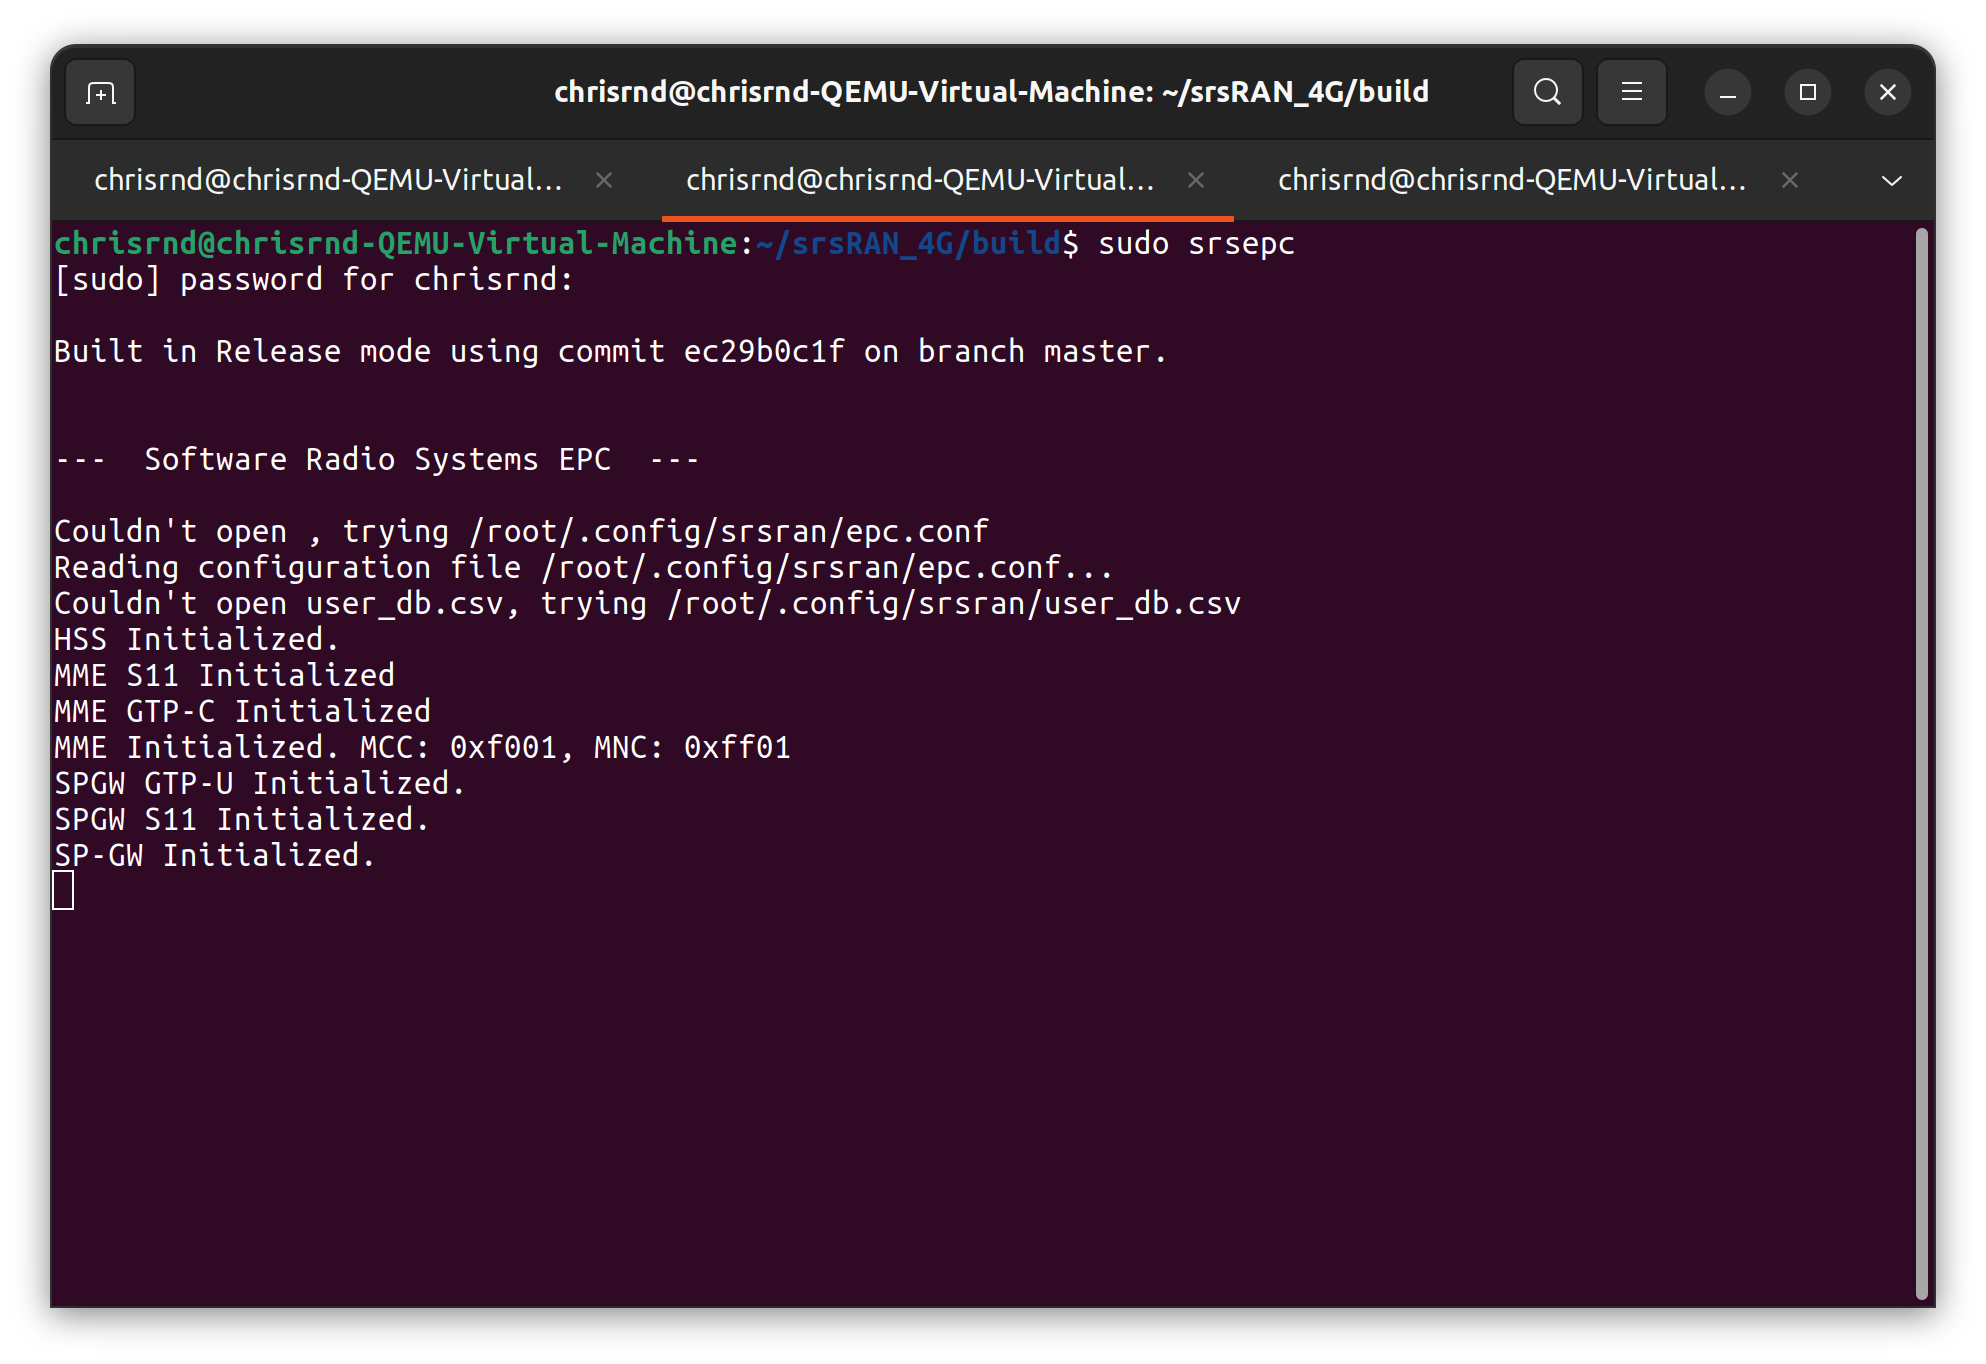 chrisrnd@chrisrnd-QEMU-Virtual-Machine: ~/srsRAN_4G/build
chrisrnd@chrisrnd-QEMU-Virtual... chrisrnd@chrisrnd-QEMU-Virtual... chrisrnd@chrisrnd-QEMU-Virtual...
chrisrnd@chrisrnd-QEMU-Virtual-Machine:~/srsRAN_4G/build$ sudo srsepc
[sudo] password for chrisrnd:
Built in Release mode using commit ec29b0c1f on branch master.
---  Software Radio Systems EPC  ---
Couldn't open , trying /root/.config/srsran/epc.conf
Reading configuration file /root/.config/srsran/epc.conf...
Couldn't open user_db.csv, trying /root/.config/srsran/user_db.csv
HSS Initialized.
MME S11 Initialized
MME GTP-C Initialized
MME Initialized. MCC: 0xf001, MNC: 0xff01
SPGW GTP-U Initialized.
SPGW S11 Initialized.
SP-GW Initialized.